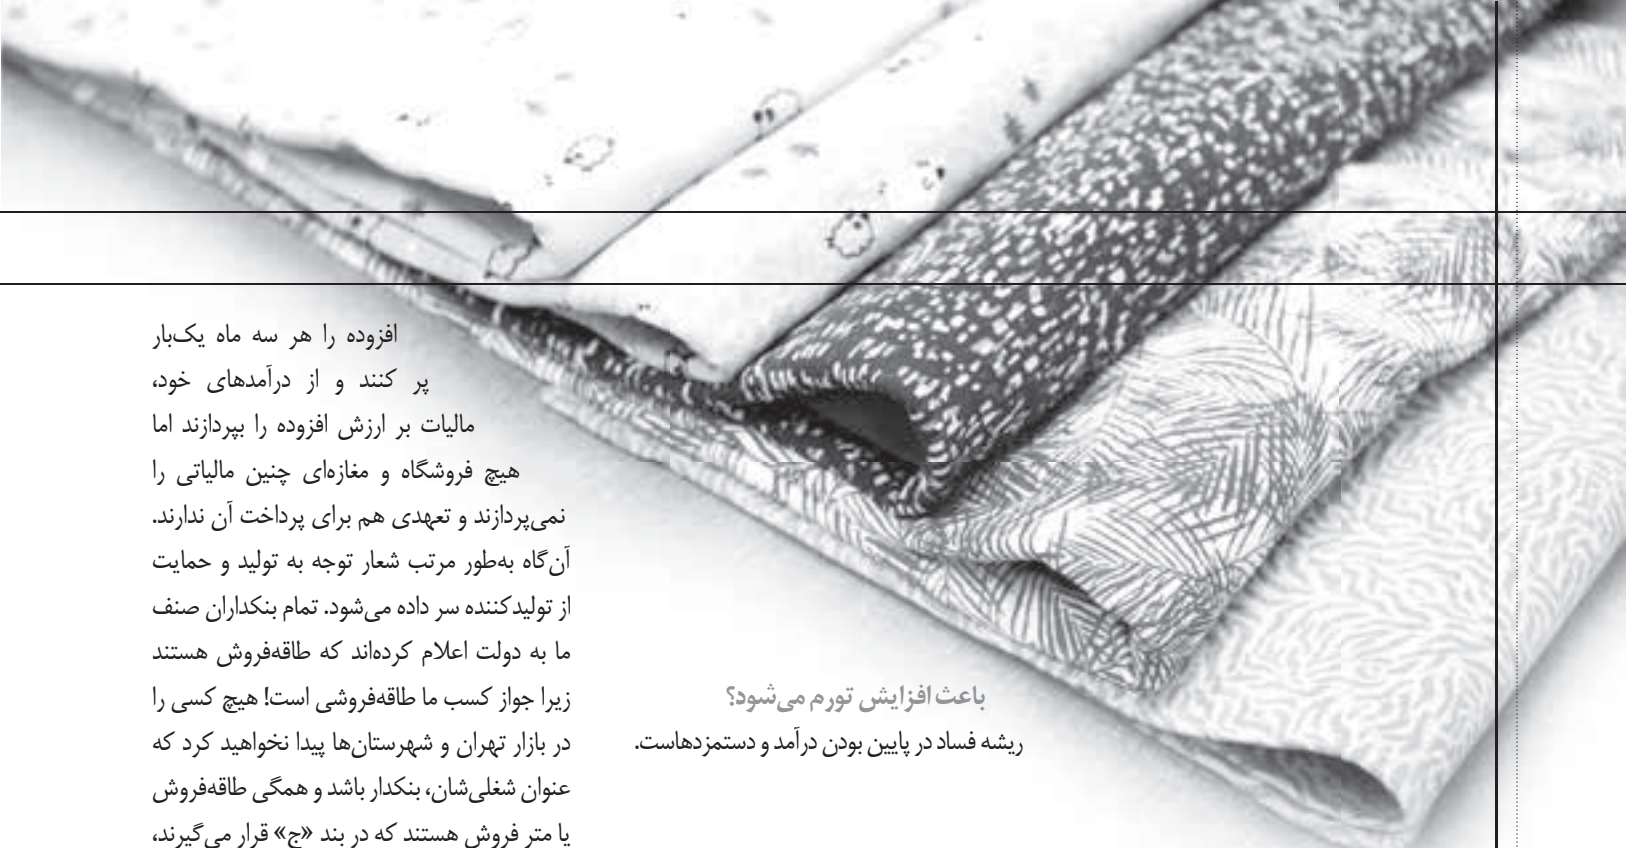 باعث افزایش تورم می‌شود؟
ریشه فساد در پایین بودن درآمد و دستمزدهاست.
افزوده را هر سه ماه یک‌بار
پر کنند و از درآمدهای خود،
مالیات بر ارزش افزوده را بپردازند اما
هیچ فروشگاه و مغازه‌ای چنین مالیاتی را
نمی‌پردازند و تعهدی هم برای پرداخت آن ندارند.
آن‌گاه به‌طور مرتب شعار توجه به تولید و حمایت
از تولیدکننده سر داده می‌شود. تمام بنکداران صنف
ما به دولت اعلام کرده‌اند که طاقه‌فروش هستند
زیرا جواز کسب ما طاقه‌فروشی است! هیچ کسی را
در بازار تهران و شهرستان‌ها پیدا نخواهید کرد که
عنوان شغلی‌شان، بنکدار باشد و همگی طاقه‌فروش
یا متر فروش هستند که در بند «ج» قرار می‌گیرند،